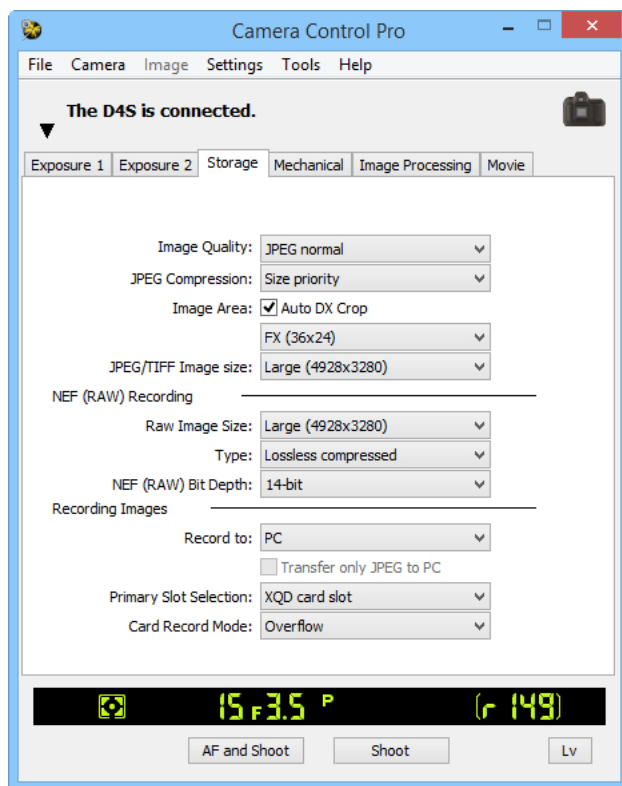 Camera Control Pro
File Camera Image Settings Tools Help
The D4S is connected.
Exposure 1 Exposure 2 Storage Mechanical Image Processing Movie
Image Quality: JPEG normal
JPEG Compression: Size priority
Image Area: Auto DX Crop
FX (36x24)
JPEG/TIFF Image size: Large (4928x3280)
NEF (RAW) Recording
Raw Image Size: Large (4928x3280)
Type: Lossless compressed
NEF (RAW) Bit Depth: 14-bit
Recording Images
Record to: PC
Transfer only JPEG to PC
Primary Slot Selection: XQD card slot
Card Record Mode: Overflow
15 F3.5 P (r 149)
AF and Shoot Shoot Lv